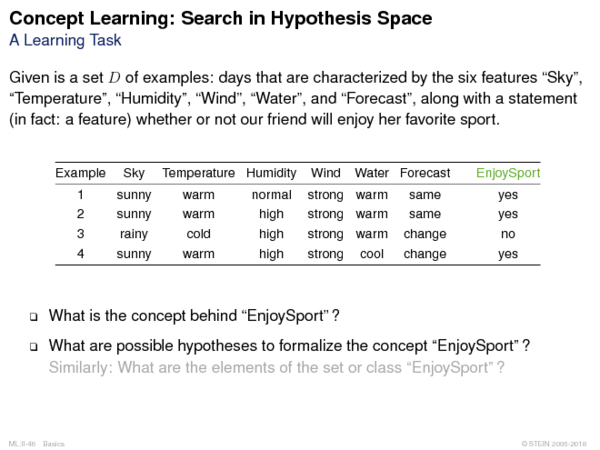 Concept Learning: Search in Hypothesis Space
A Learning Task
Given is a set D of examples: days that are characterized by the six features “Sky”,
“Temperature”, “Humidity”, “Wind”, “Water”, and “Forecast”, along with a statement
(in fact: a feature) whether or not our friend will enjoy her favorite sport.
Example Sky Temperature Humidity Wind Water Forecast EnjoySport
1 sunny warm normal strong warm same yes
2 sunny warm high strong warm same yes
3 rainy cold high strong warm change no
4 sunny warm high strong cool change yes
❑ What is the concept behind “EnjoySport” ?
❑ What are possible hypotheses to formalize the concept “EnjoySport” ?
Similarly: What are the elements of the set or class “EnjoySport” ?
ML:II-46 Basics © STEIN 2005-2018